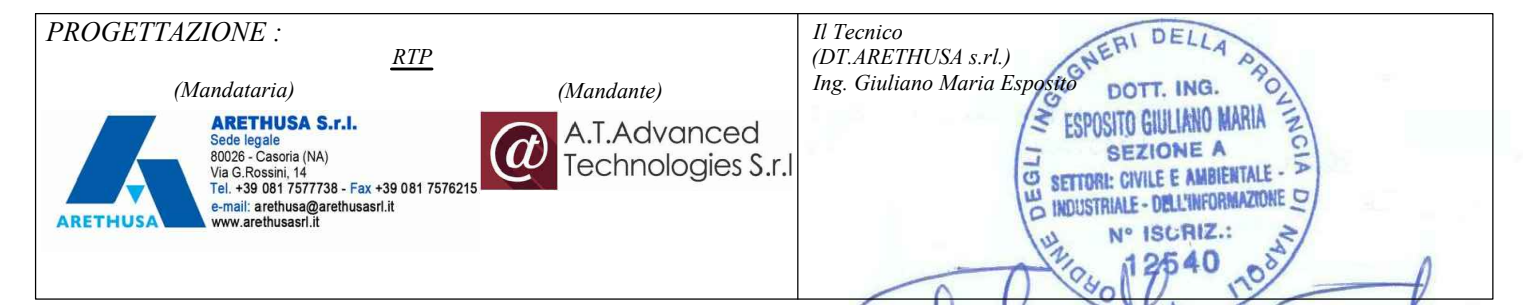 PROGETTAZIONE :
RTP
(Mandataria)
(Mandante)
ARETHUSA S.r.l.
Sede legale
80026 - Casoria (NA)
Via G.Rossini, 14
Tel. +39 081 7577738 - Fax +39 081 7576215
e-mail: arethusa@arethusasrl.it
www.arethusasrl.it
ARETHUSA
@
A.T.Advanced
Technologies S.r.l
Il Tecnico
(DT.ARETHUSA s.rl.)
Ing. Giuliano Maria Esposito
ORDINE DEGLI INGEGNERI DELLA PROVINCIA DI NAPOLI
DOTT. ING.
ESPOSITO GIULIANO MARIA
SEZIONE A
SETTORI: CIVILE E AMBIENTALE -
INDUSTRIALE - DELL'INFORMAZIONE
N° ISCRIZ.:
12540